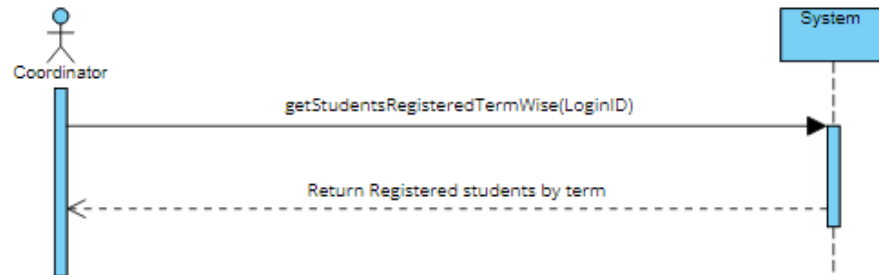 System
Coordinator
getStudentsRegisteredTermWise(LoginID)
Return Registered students by term